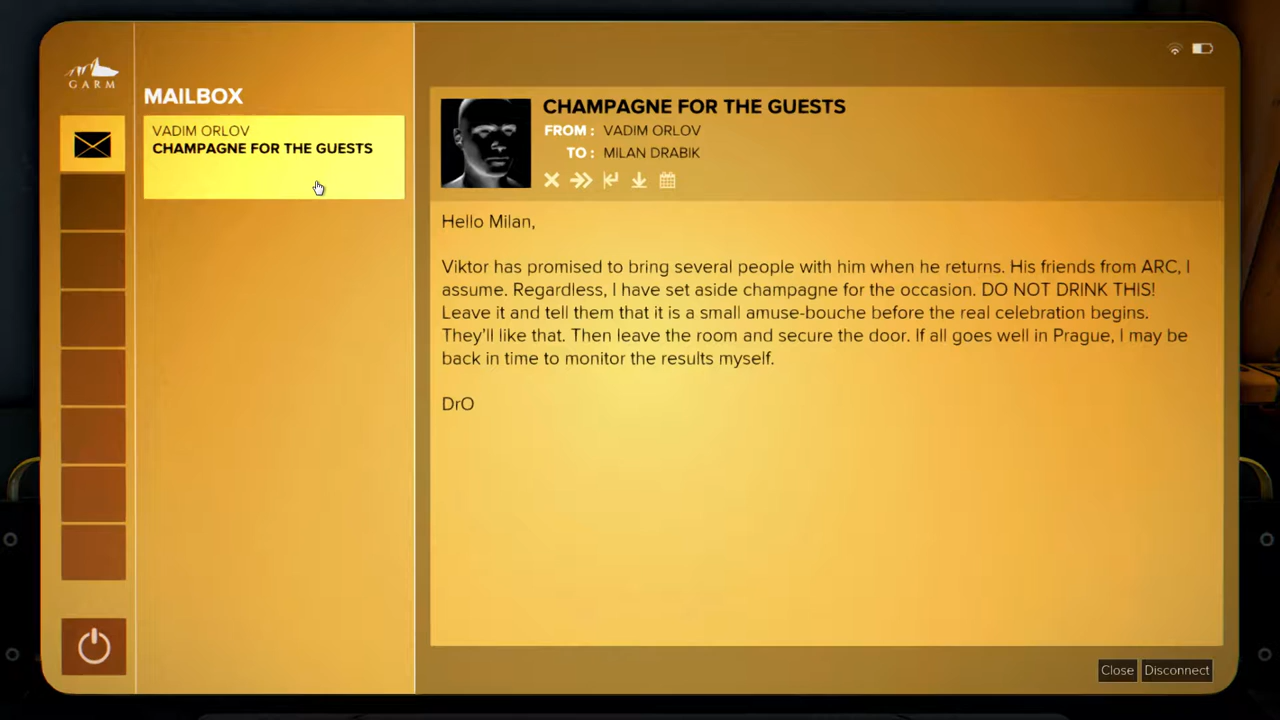 GARM
MAILBOX
VADIM ORLOV
CHAMPAGNE FOR THE GUESTS
CHAMPAGNE FOR THE GUESTS
FROM : VADIM ORLOV
TO : MILAN DRABIK
Hello Milan,
Viktor has promised to bring several people with him when he returns. His friends from ARC, I
assume. Regardless, I have set aside champagne for the occasion. DO NOT DRINK THIS!
Leave it and tell them that it is a small amuse-bouche before the real celebration begins.
They'll like that. Then leave the room and secure the door. If all goes well in Prague, I may be
back in time to monitor the results myself.
DrO
Close Disconnect